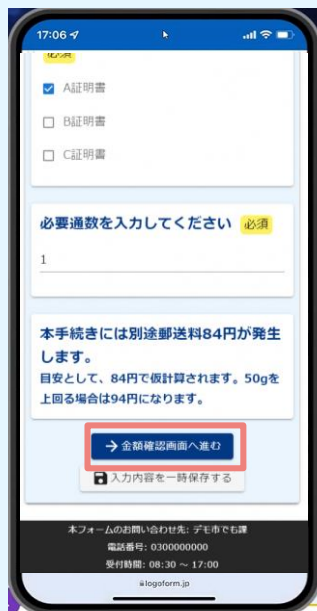 17:06
必須
A証明書
B証明書
C証明書
必要通数を入力してください 必須
1
本手続きには別途郵送料84円が発生
します。
目安として、84円で仮計算されます。50gを
上回る場合は94円になります。
→ 金額確認画面へ進む
入力内容を一時保存する
本フォームのお問い合わせ先: デモ市でも課
電話番号: 0300000000
受付時間: 08:30 ～ 17:00
logoform.jp